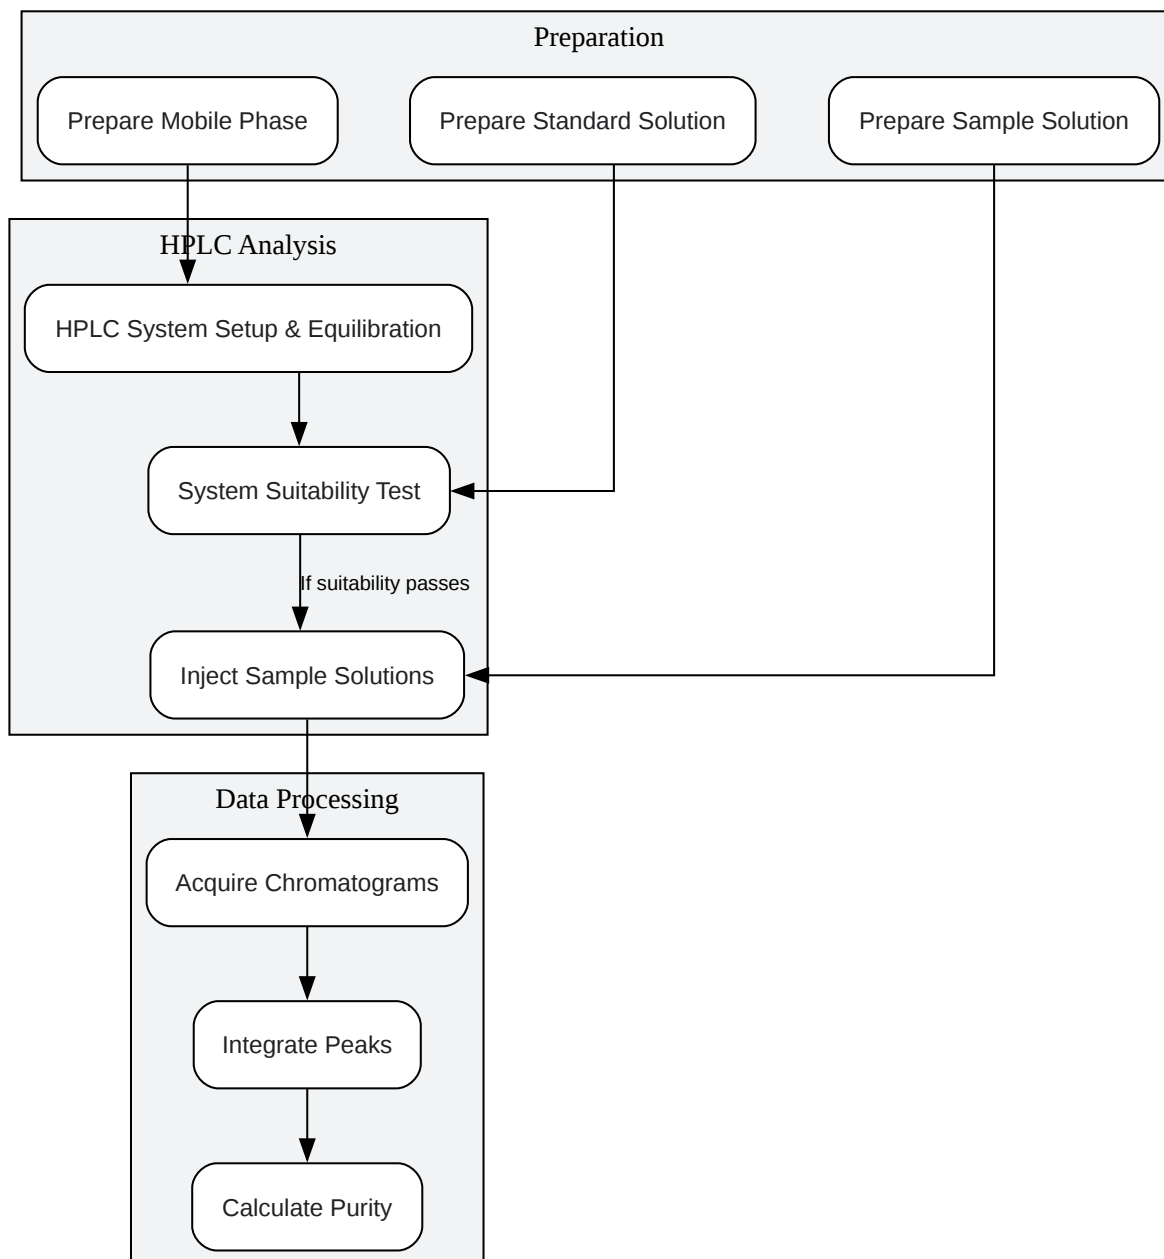 Preparation
Prepare Mobile Phase
Prepare Standard Solution
Prepare Sample Solution
HPLC Analysis
HPLC System Setup & Equilibration
System Suitability Test
If suitability passes
Inject Sample Solutions
Data Processing
Acquire Chromatograms
Integrate Peaks
Calculate Purity